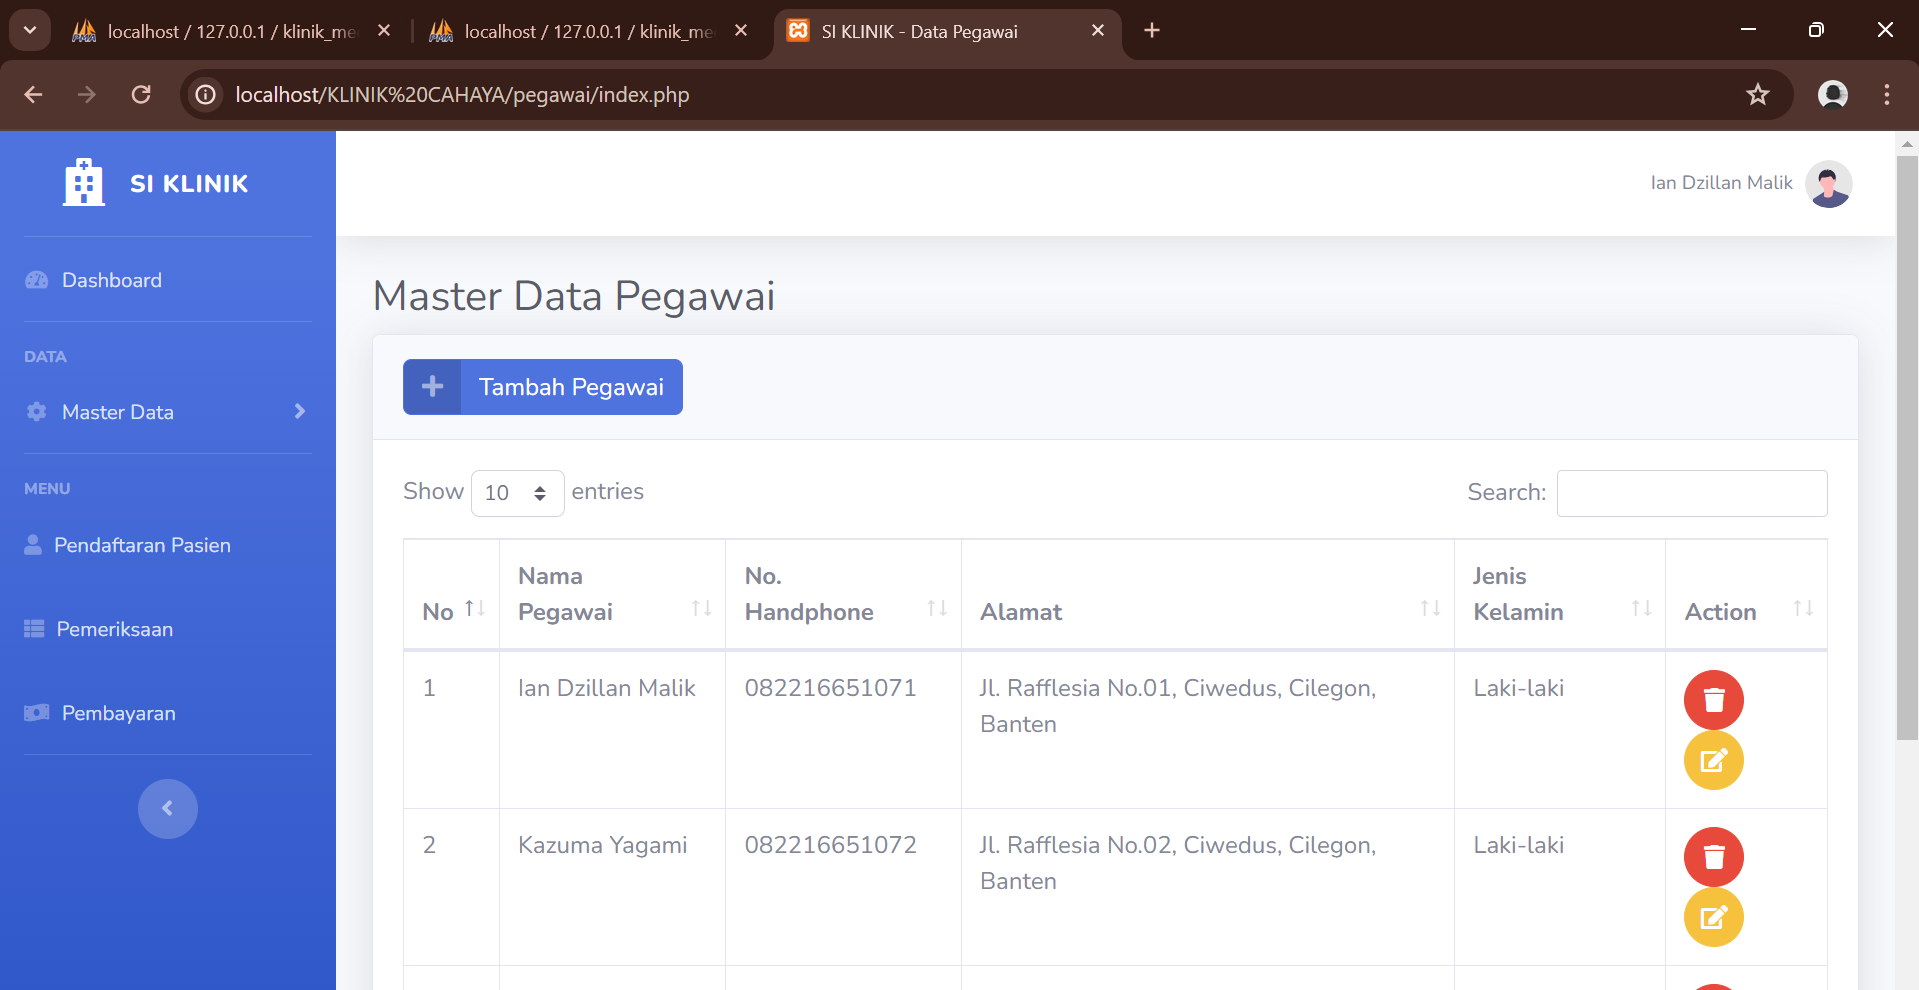 localhost / 127.0.0.1 / klinik_me
localhost / 127.0.0.1 / klinik_me
SI KLINIK - Data Pegawai
localhost/KLINIK%20CAHAYA/pegawai/index.php
SI KLINIK
Ian Dzillan Malik
Dashboard
DATA
Master Data
MENU
Pendaftaran Pasien
Pemeriksaan
Pembayaran
Master Data Pegawai
Tambah Pegawai
Show 10 entries
Search:
No
Nama
Pegawai
No.
Handphone
Alamat
Jenis
Kelamin
Action
1
Ian Dzillan Malik
082216651071
Jl. Rafflesia No.01, Ciwedus, Cilegon,
Banten
Laki-laki
2
Kazuma Yagami
082216651072
Jl. Rafflesia No.02, Ciwedus, Cilegon,
Banten
Laki-laki